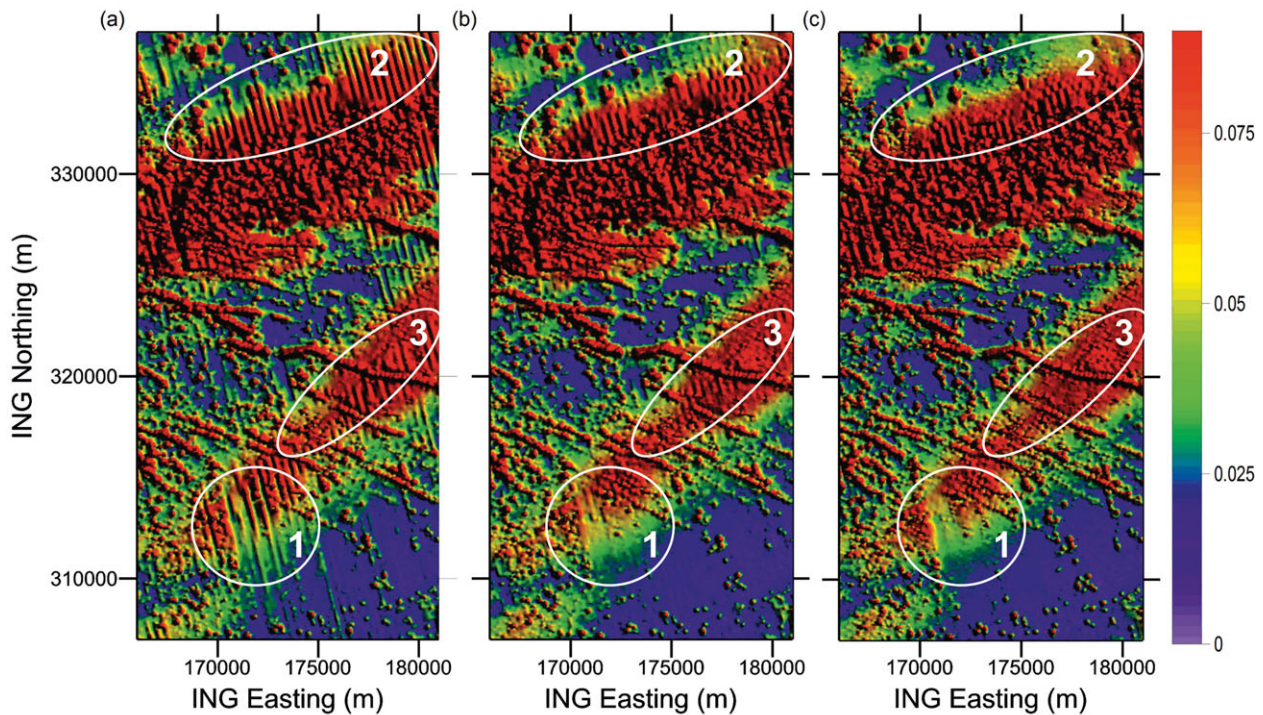 (a)
(b)
(c)
2
2
2
0.075
330000
0.05
ING Northing (m)
3
3
3
320000
0.025
1
1
1
310000
0
170000 175000 180000
170000 175000 180000
170000 175000 180000
ING Easting (m)
ING Easting (m)
ING Easting (m)